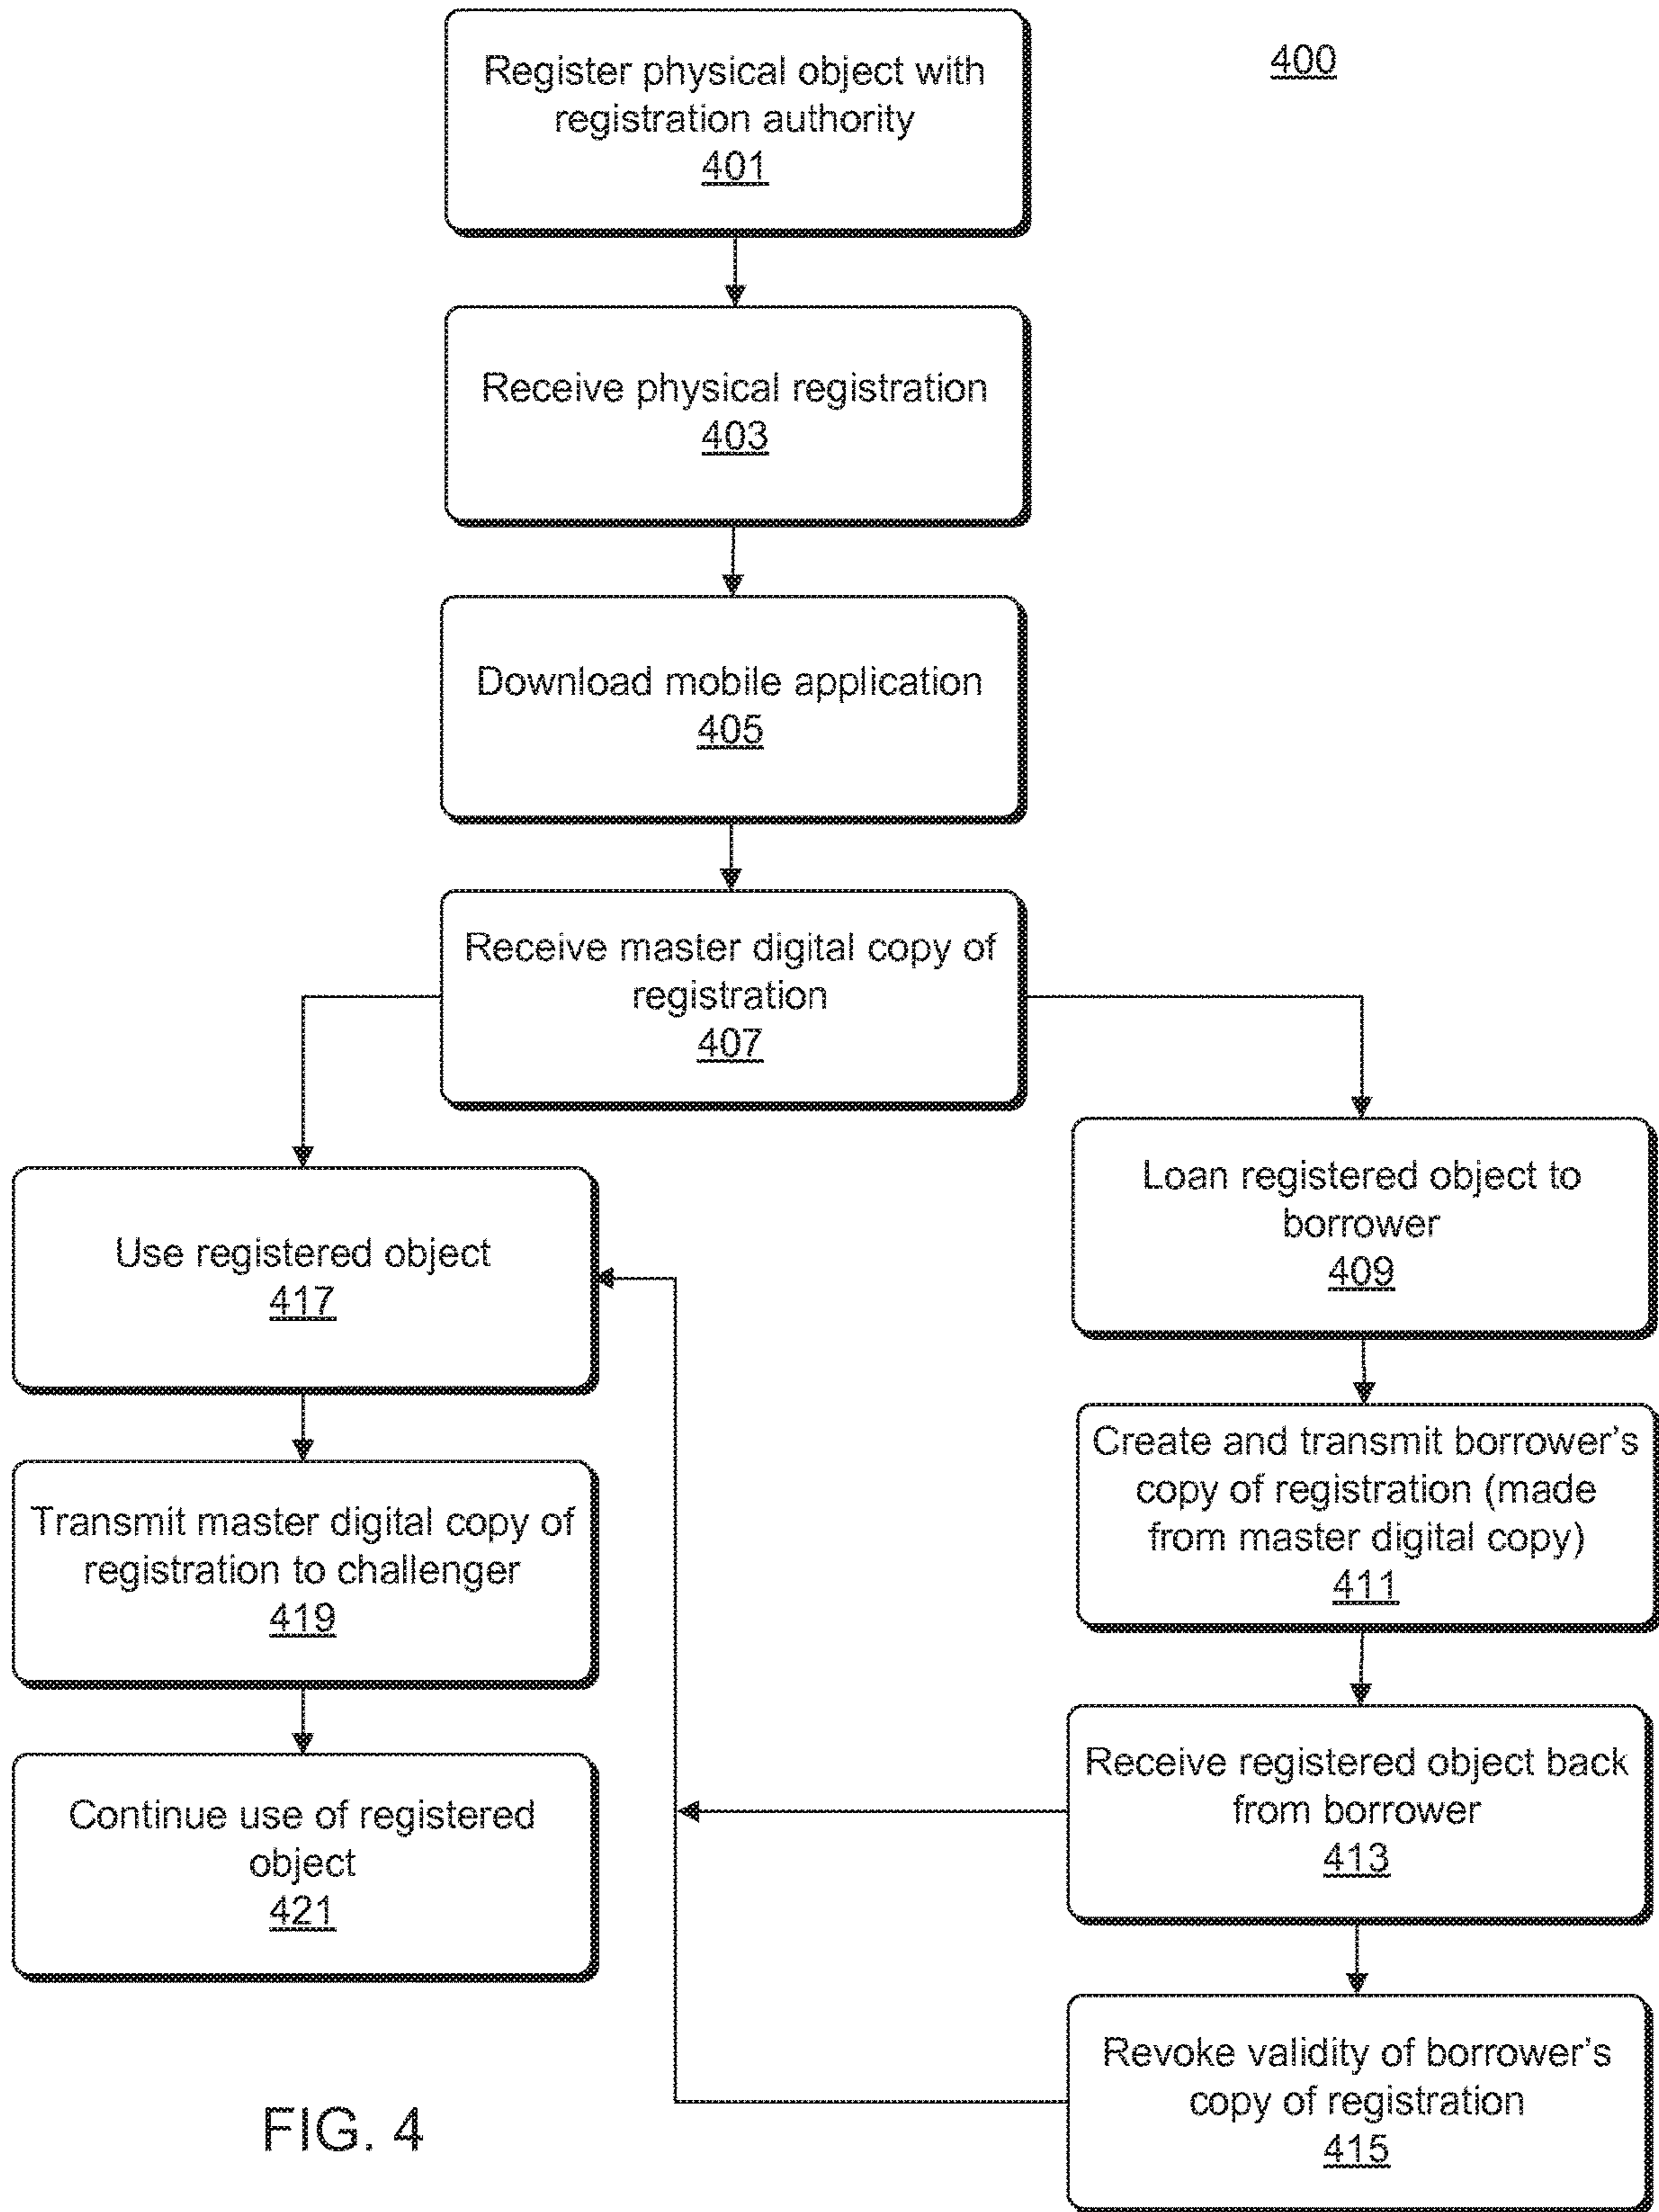 400
Register physical object with
registration authority
401
Receive physical registration
403
Download mobile application
405
Receive master digital copy of
registration
407
Loan registered object to
borrower
409
Use registered object
417
Create and transmit borrower's
copy of registration (made
from master digital copy)
411
Transmit master digital copy of
registration to challenger
419
Receive registered object back
from borrower
413
Continue use of registered
object
421
Revoke validity of borrower's
copy of registration
415
FIG. 4